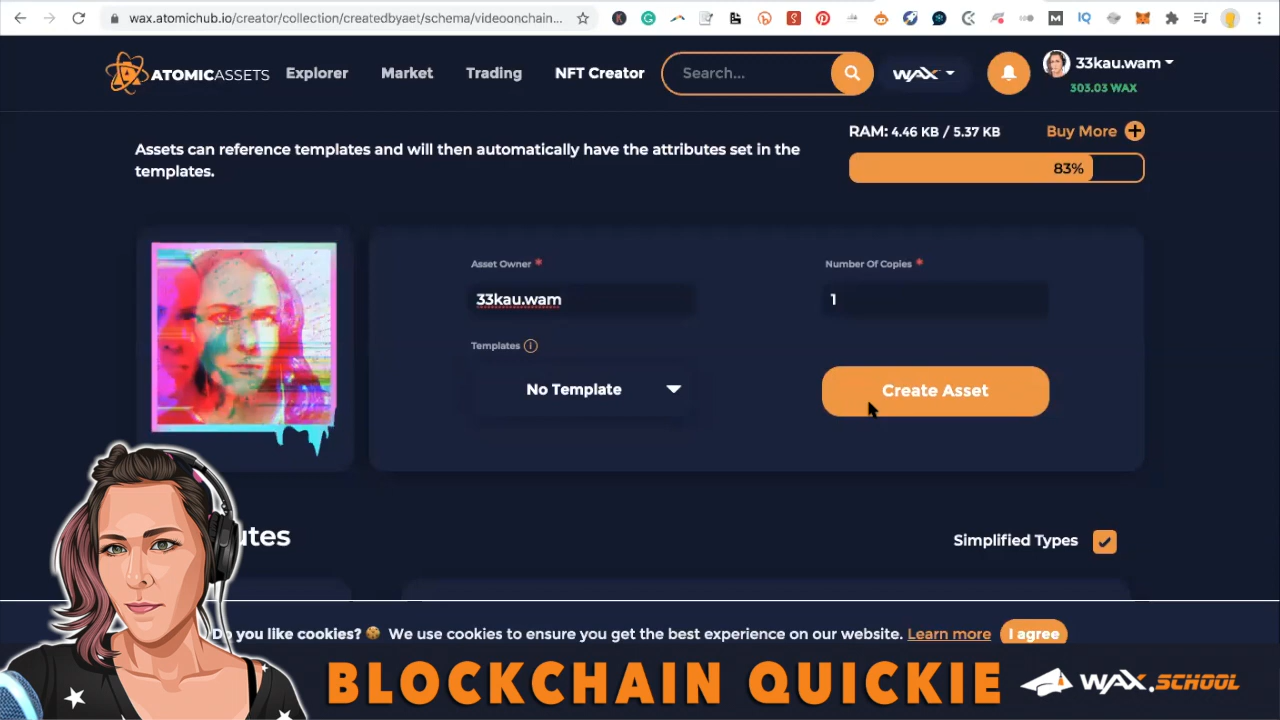 wax.atomichub.io/creator/collection/createdbyaet/schema/videoonchain...
ATOMICASSETS
Explorer
Market
Trading
NFT Creator
Search...
WAX
33kau.wam
303.03 WAX
RAM: 4.46 KB / 5.37 KB
Buy More
83%
Assets can reference templates and will then automatically have the attributes set in the
templates.
Asset Owner *
33kau.wam
Number Of Copies *
1
Templates
No Template
Create Asset
utes
Simplified Types
Do you like cookies? We use cookies to ensure you get the best experience on our website. Learn more
I agree
BLOCKCHAIN QUICKIE
WAX.SCHOOL